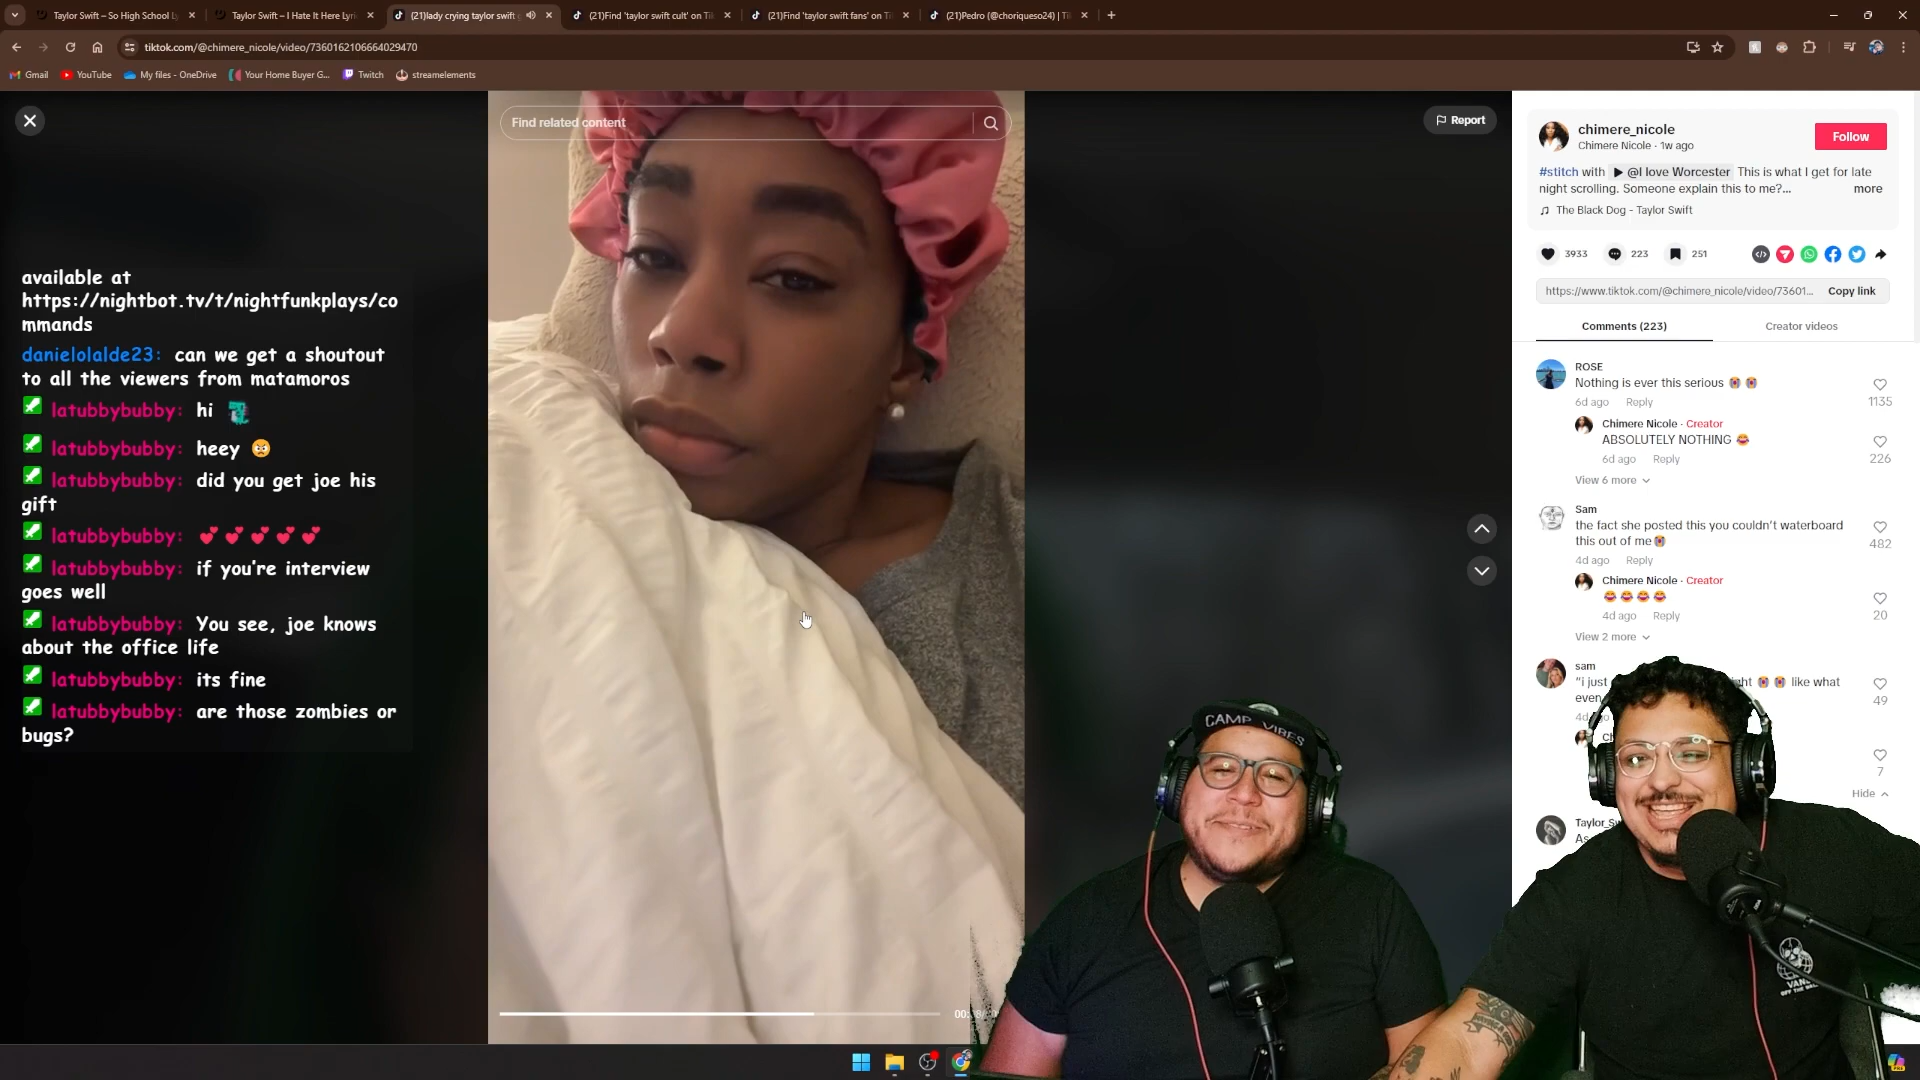 Taylor Swift – So High School Ly
Taylor Swift – I Hate It Here Lyri
(21)lady crying taylor swift
(21)Find 'taylor swift cult' on Ti
(21)Find 'taylor swift fans' on Ti
(21)Pedro (@choriqueso24) | Ti
tiktok.com/@chimere_nicole/video/7360162106664029470
Gmail
YouTube
My files - OneDrive
Your Home Buyer G...
Twitch
streamelements
Find related content
Report
available at
https://nightbot.tv/t/nightfunkplays/co
mmands
danielolalde23: can we get a shoutout
to all the viewers from matamoros
latubbybubby: hi
latubbybubby: heey 😠
latubbybubby: did you get joe his
gift
latubbybubby: 💕 💕 💕 💕 💕
latubbybubby: if you're interview
goes well
latubbybubby: You see, joe knows
about the office life
latubbybubby: its fine
latubbybubby: are those zombies or
bugs?
chimere_nicole
Chimere Nicole · 1w ago
Follow
#stitch with @I love Worcester This is what I get for late
night scrolling. Someone explain this to me?... more
The Black Dog - Taylor Swift
3933
223
251
https://www.tiktok.com/@chimere_nicole/video/73601...
Copy link
Comments (223)
Creator videos
ROSE
Nothing is ever this serious 😭 😭
6d ago Reply
1135
Chimere Nicole · Creator
ABSOLUTELY NOTHING 😂
6d ago Reply
226
View 6 more
Sam
the fact she posted this you couldn't waterboard
this out of me😭
4d ago Reply
482
Chimere Nicole · Creator
😂 😂 😂 😂
4d ago Reply
20
View 2 more
sam
"i just
😭 😭 like what
even
49
7
Hide
CAMP VIBES
VANS
OFF THE WALL